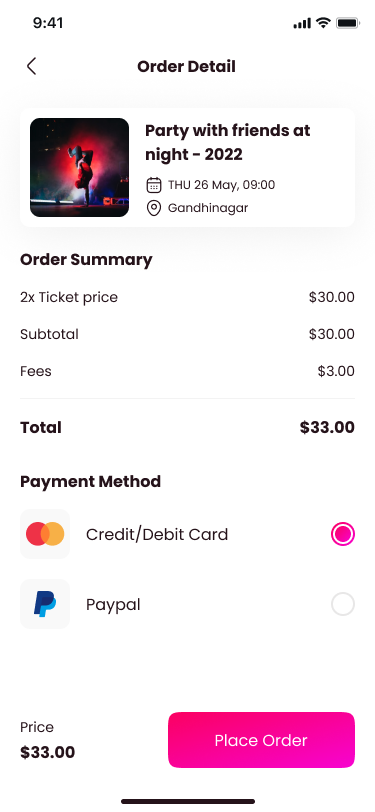 9:41
Order Detail
Party with friends at
night - 2022
THU 26 May, 09:00
Gandhinagar
Order Summary
2x Ticket price $30.00
Subtotal $30.00
Fees $3.00
Total $33.00
Payment Method
Credit/Debit Card
Paypal
Price
$33.00
Place Order